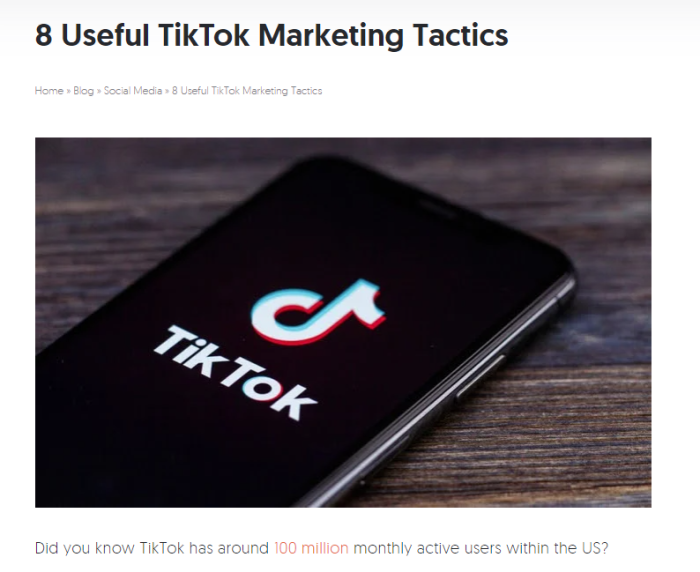 8 Useful TikTok Marketing Tactics
Home » Blog » Social Media » 8 Useful TikTok Marketing Tactics
TikTok
Did you know TikTok has around 100 million monthly active users within the US?